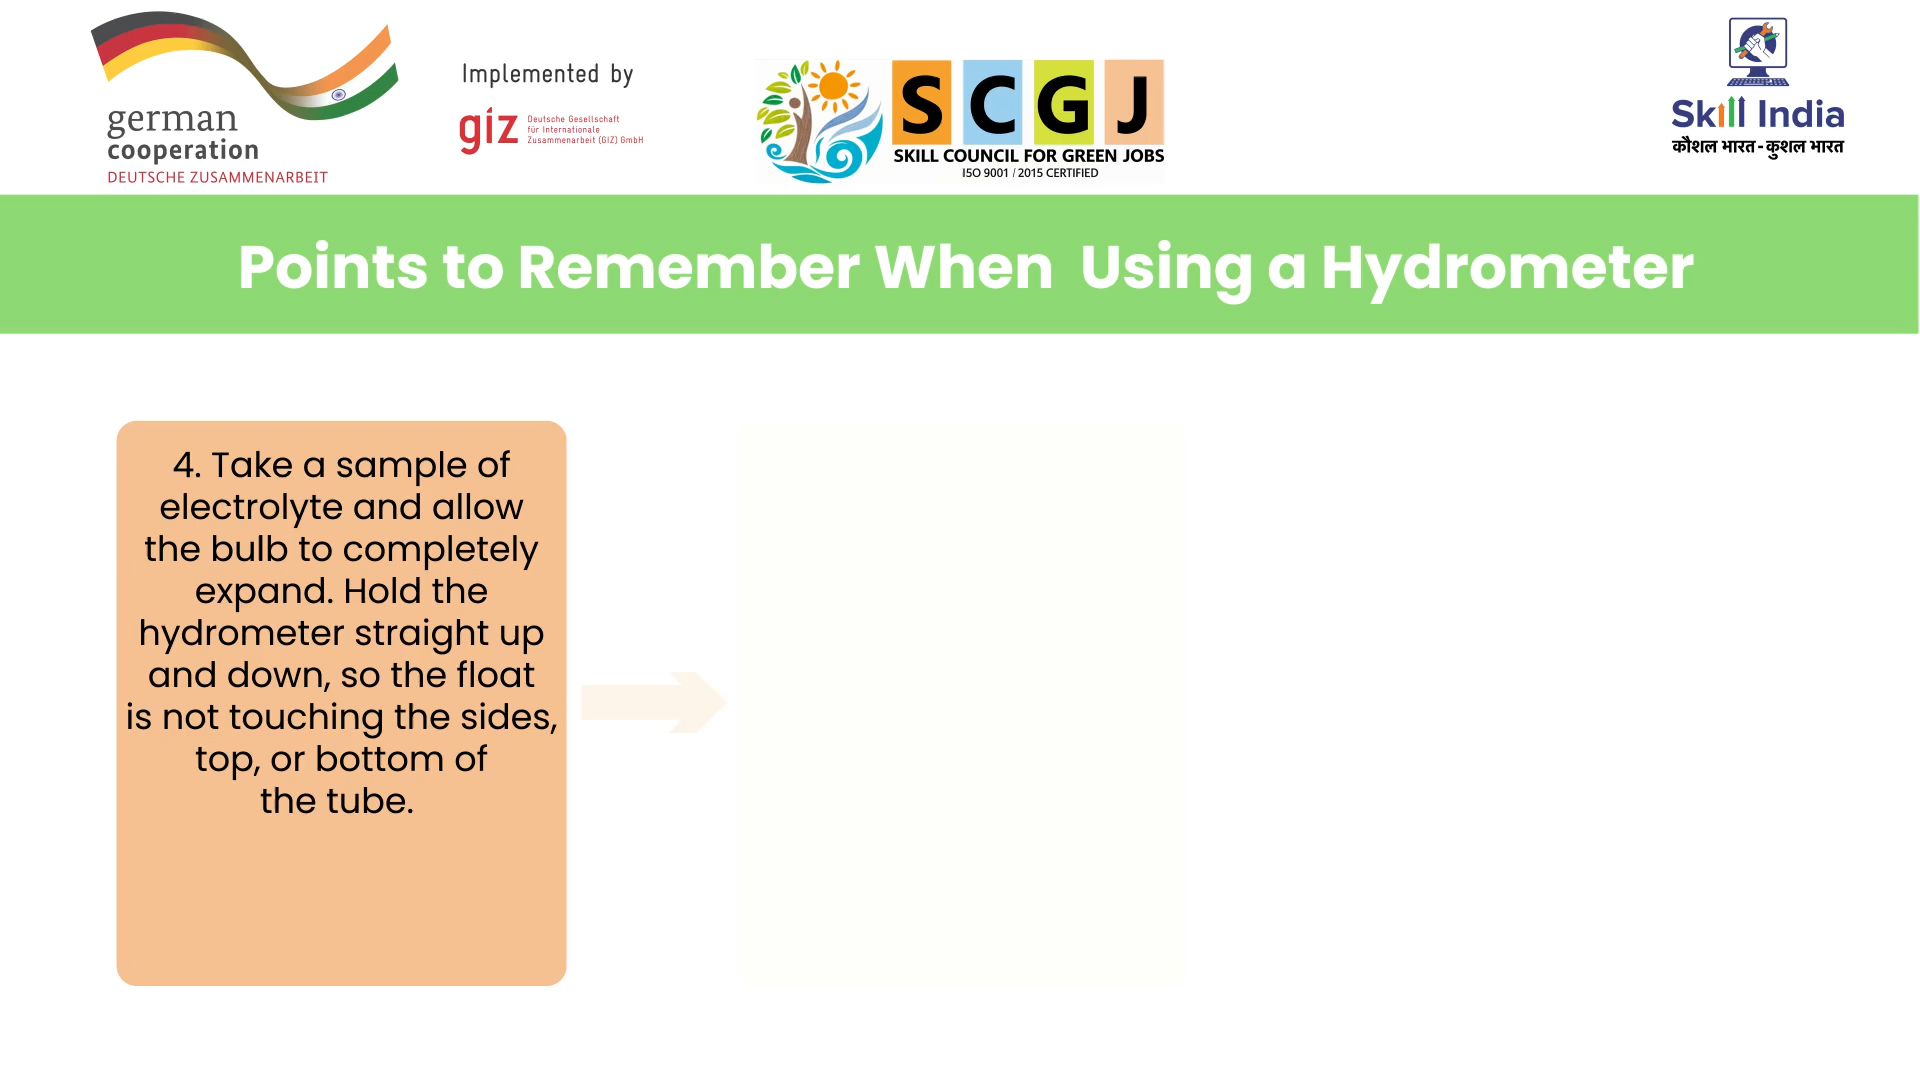 german
cooperation
DEUTSCHE ZUSAMMENARBEIT
Implemented by
giz
Deutsche Gesellschaft
für Internationale
Zusammenarbeit (GIZ) GmbH
SCGJ
SKILL COUNCIL FOR GREEN JOBS
ISO 9001 / 2015 CERTIFIED
Skill India
कौशल भारत-कुशल भारत
Points to Remember When Using a Hydrometer
4. Take a sample of
electrolyte and allow
the bulb to completely
expand. Hold the
hydrometer straight up
and down, so the float
is not touching the sides,
top, or bottom of
the tube.